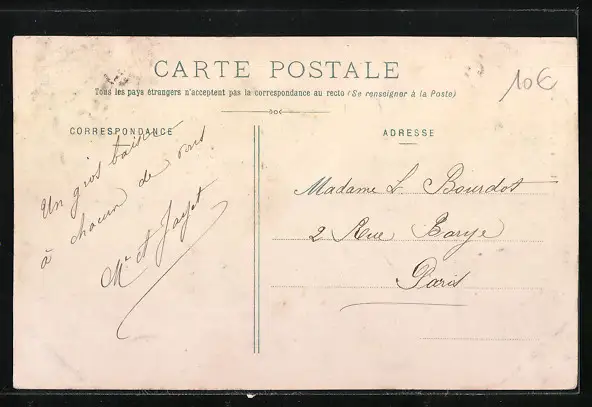 CARTE POSTALE
Tous les pays étrangers n'acceptent pas la correspondance au recto (Se renseigner à la Poste)
10€
CORRESPONDANCE
Un gros baiser
à chacun de vous
ADRESSE
Madame L. Bourdot
2 Rue Barye
Paris